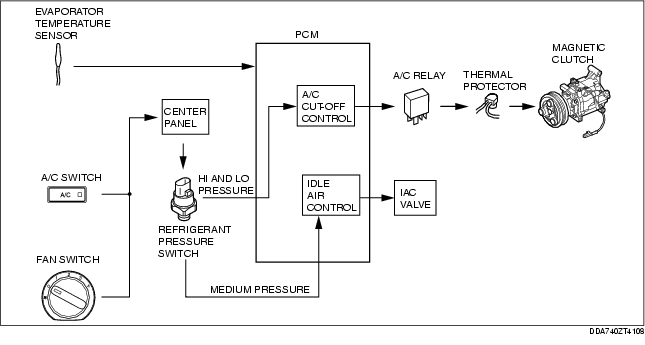 EVAPORATOR
TEMPERATURE
SENSOR
PCM
MAGNETIC
CLUTCH
A/C RELAY
THERMAL
PROTECTOR
A/C
CUT-OFF
CONTROL
CENTER
PANEL
A/C SWITCH
A/C
HI AND LO
PRESSURE
IDLE
AIR
CONTROL
IAC
VALVE
REFRIGERANT
PRESSURE
SWITCH
FAN SWITCH
MEDIUM PRESSURE
DDA740ZT4108